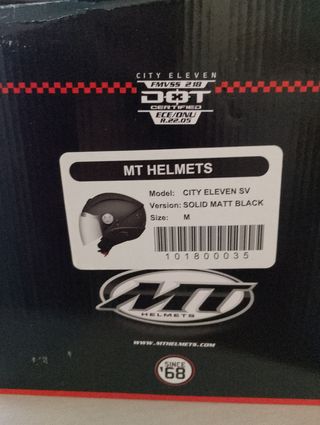 CITY ELEVEN
FMVSS 218
DOT
CERTIFIED
ECE/ONU
R.22.05
MT HELMETS
Model: CITY ELEVEN SV
Version: SOLID MATT BLACK
Size: M
101800035
MT
HELMETS
WWW.MTHELMETS.COM
SINCE
'68